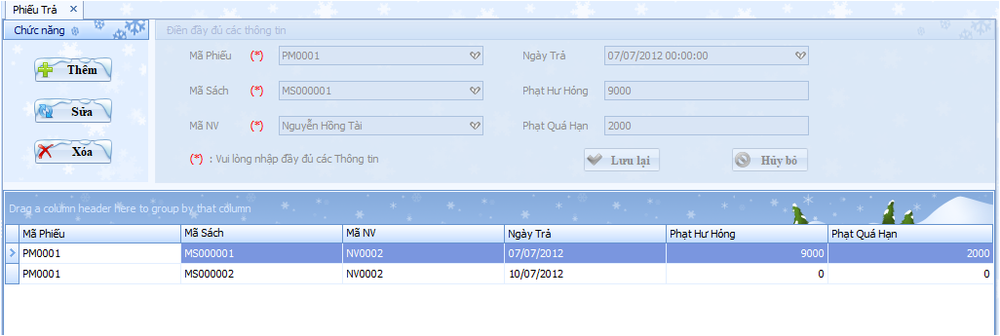 Phiếu Trả ×
Chức năng
Điền đầy đủ các thông tin
Thêm
Sửa
Xóa
Mã Phiếu (*) PM0001
Ngày Trả 07/07/2012 00:00:00
Mã Sách (*) MS000001
Phạt Hư Hỏng 9000
Mã NV (*) Nguyễn Hồng Tài
Phạt Quá Hạn 2000
(*) : Vui lòng nhập đầy đủ các Thông tin
Lưu lại
Hủy bỏ
Drag a column header here to group by that column
Mã Phiếu Mã Sách Mã NV Ngày Trả Phạt Hư Hỏng Phạt Quá Hạn
PM0001 MS000001 NV0002 07/07/2012 9000 2000
PM0001 MS000002 NV0002 10/07/2012 0 0